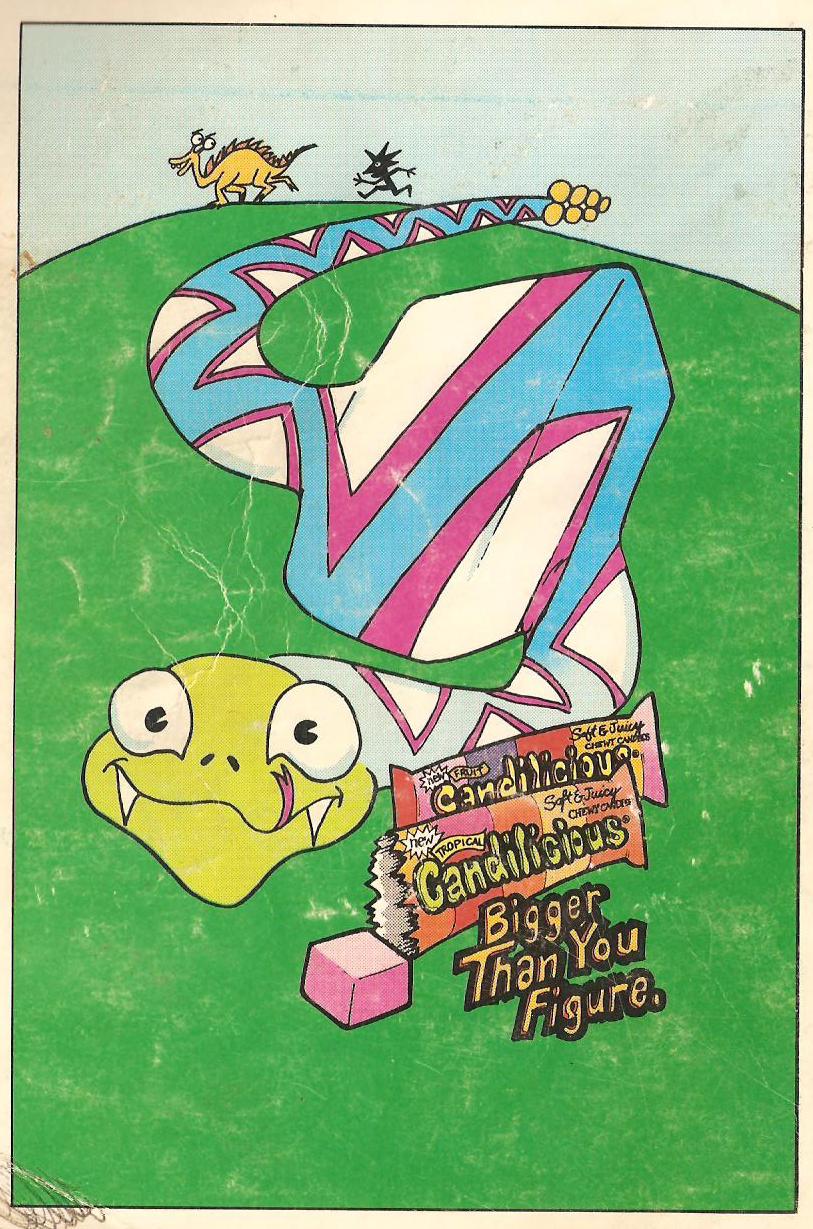 Soft & Juicy
CHEWY CANDIES
new FRUIT
Candilicious®
Soft & Juicy
CHEWY CANDIES
new TROPICAL
Candilicious®
Bigger
Than You
Figure.